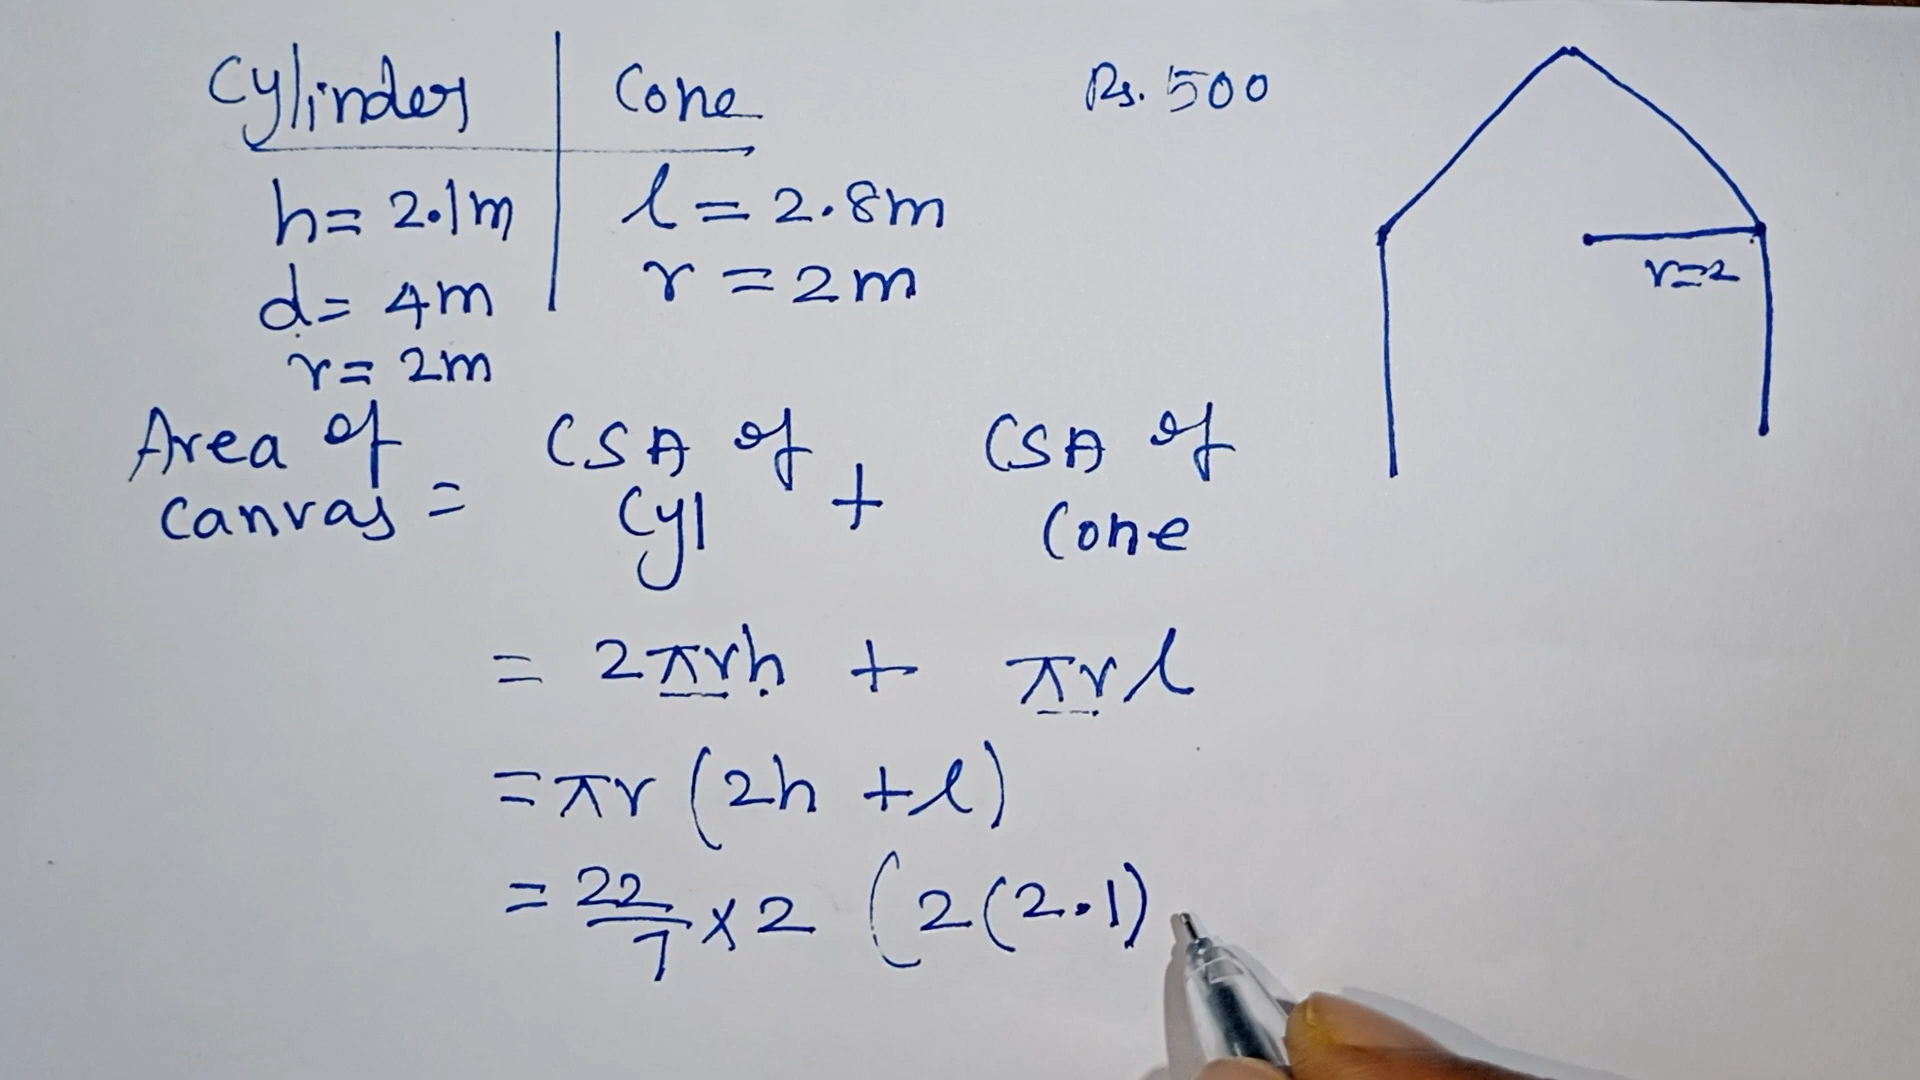 Cylinder Cone Rs. 500
h = 2.1m l = 2.8m
d = 4m r = 2m
r = 2m
r=2
Area of canvas = CSA of Cyl + CSA of Cone
= 2πrh + πrl
= πr (2h + l)
= 22/7 × 2 (2(2.1)